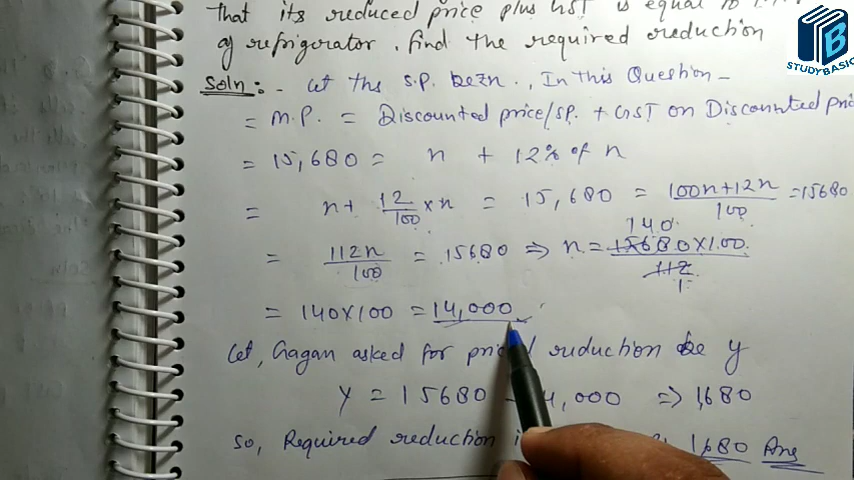 that its reduced price plus GST is equal to
of refrigerator. find the required reduction
B
STUDYBASIC
Soln:- let the S.P. be x n., In this Question -
= M.P. = Discounted price/SP. + GST on Discounted pri
= 15,680 = n + 12% of n
= n + 12/100 × n = 15,680 = 100n+12n/100 = 15680
140
= 112n/100 = 15680 ⇒ n = 15680×100/112
1
= 140×100 = 14,000
Let, Gagan asked for price reduction be y
y = 15680 - 14,000 ⇒ 1,680
So, Required reduction 1,680 Ans